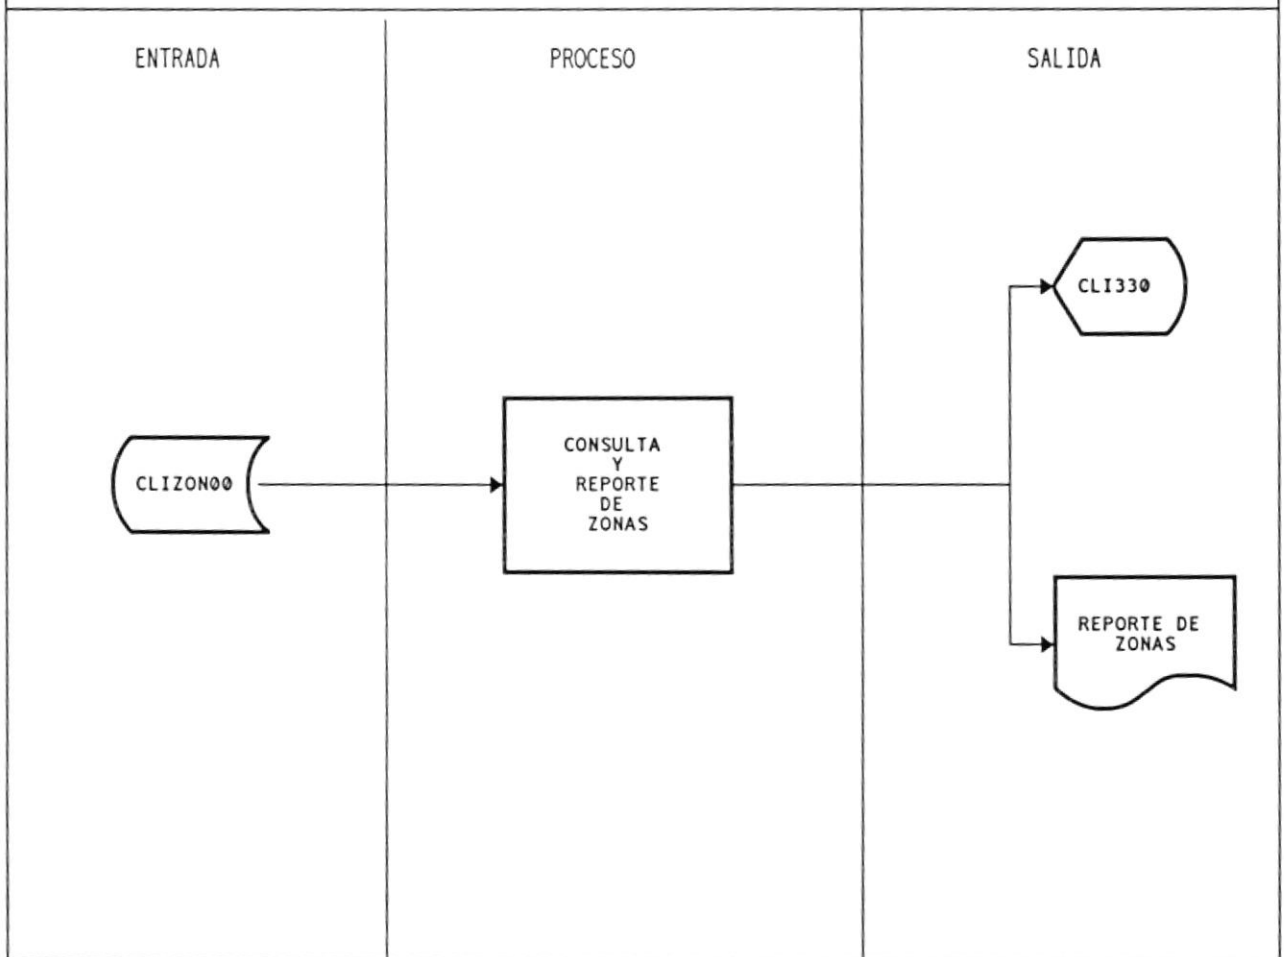 ENTRADA
PROCESO
SALIDA
CLI330
CLIZON00
CONSULTA
Y
REPORTE
DE
ZONAS
REPORTE DE
ZONAS